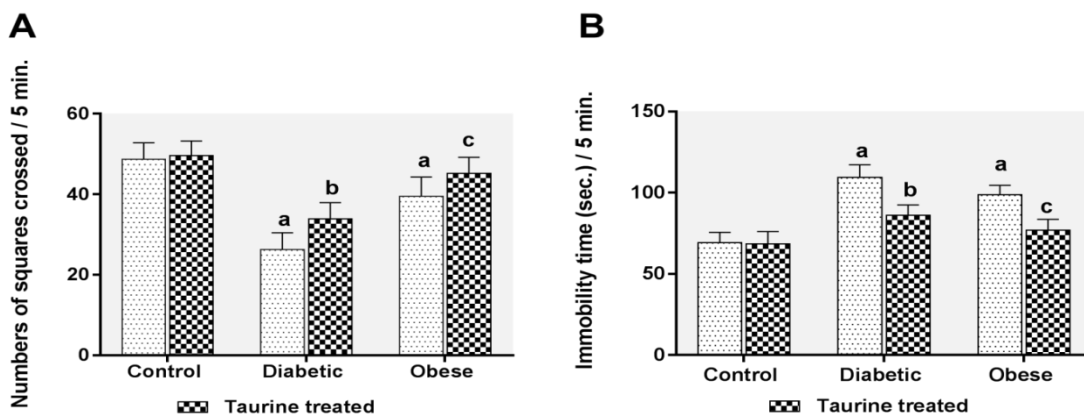 A
Numbers of squares crossed / 5 min.
60
40
20
0
a
b
a
c
Control
Diabetic
Obese
Taurine treated
B
Immobility time (sec.) / 5 min.
150
100
50
0
a
b
a
c
Control
Diabetic
Obese
Taurine treated